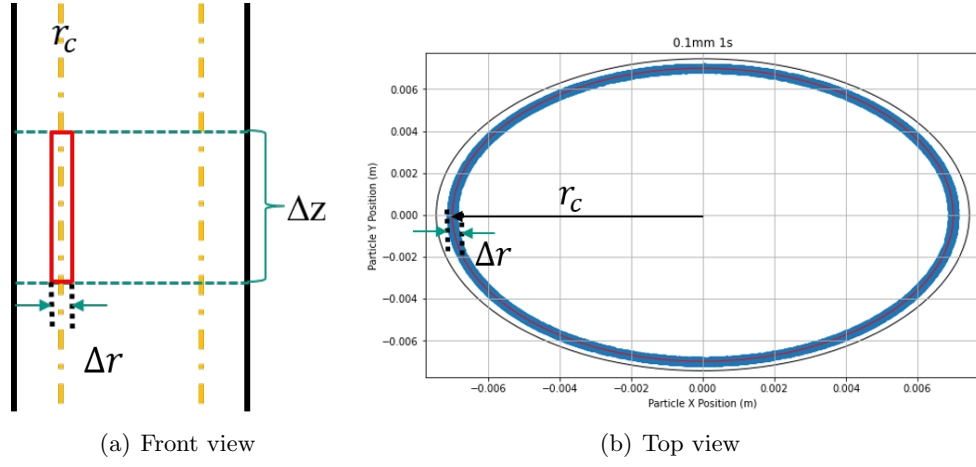 r_c
Δz
Δr
(a) Front view
0.1mm 1s
Particle Y Position (m)
0.006
0.004
0.002
0.000
−0.002
−0.004
−0.006
r_c
Δr
−0.006
−0.004
−0.002
0.000
0.002
0.004
0.006
Particle X Position (m)
(b) Top view